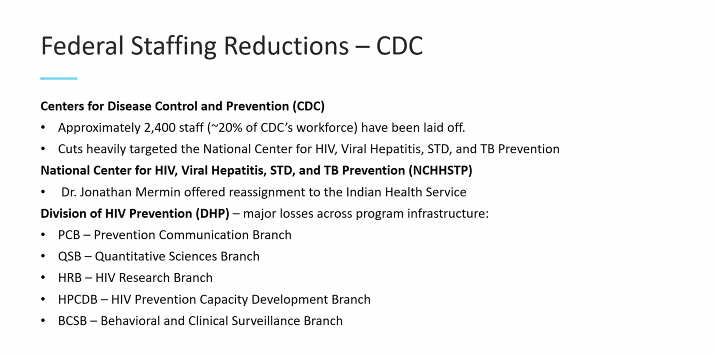 Federal Staffing Reductions – CDC
Centers for Disease Control and Prevention (CDC)
• Approximately 2,400 staff (~20% of CDC's workforce) have been laid off.
• Cuts heavily targeted the National Center for HIV, Viral Hepatitis, STD, and TB Prevention
National Center for HIV, Viral Hepatitis, STD, and TB Prevention (NCHHSTP)
• Dr. Jonathan Mermin offered reassignment to the Indian Health Service
Division of HIV Prevention (DHP) – major losses across program infrastructure:
• PCB – Prevention Communication Branch
• QSB – Quantitative Sciences Branch
• HRB – HIV Research Branch
• HPCDB – HIV Prevention Capacity Development Branch
• BCSB – Behavioral and Clinical Surveillance Branch